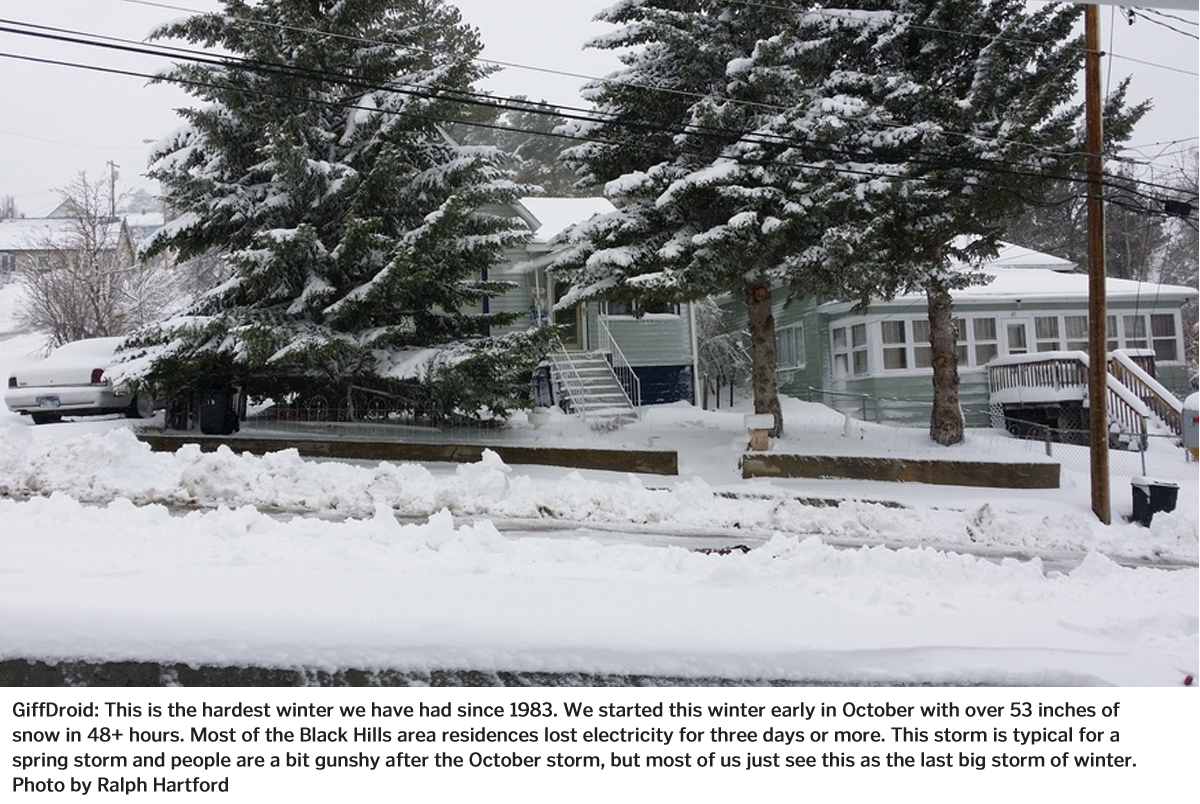 GiffDroid: This is the hardest winter we have had since 1983. We started this winter early in October with over 53 inches of
snow in 48+ hours. Most of the Black Hills area residences lost electricity for three days or more. This storm is typical for a
spring storm and people are a bit gunshy after the October storm, but most of us just see this as the last big storm of winter.
Photo by Ralph Hartford